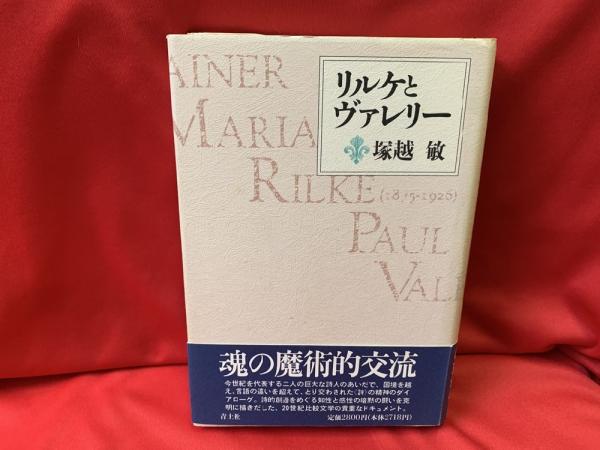 リルケと
ヴァレリー
塚越 敏
AINER
MARIA
RILKE (1875-1926)
PAUL
VALE
魂の魔術的交流
今世紀を代表する二人の巨大な詩人のあいだで、国境を越
え、言語の違いを超えて、とり交わされた〈詩〉の精神のダイ
アローグ。詩的創造をめぐる知性と感性の暗黙の闘いを克
明に描きだした、20世紀比較文学の貴重なドキュメント。
青土社
定価2800円(本体2718円)